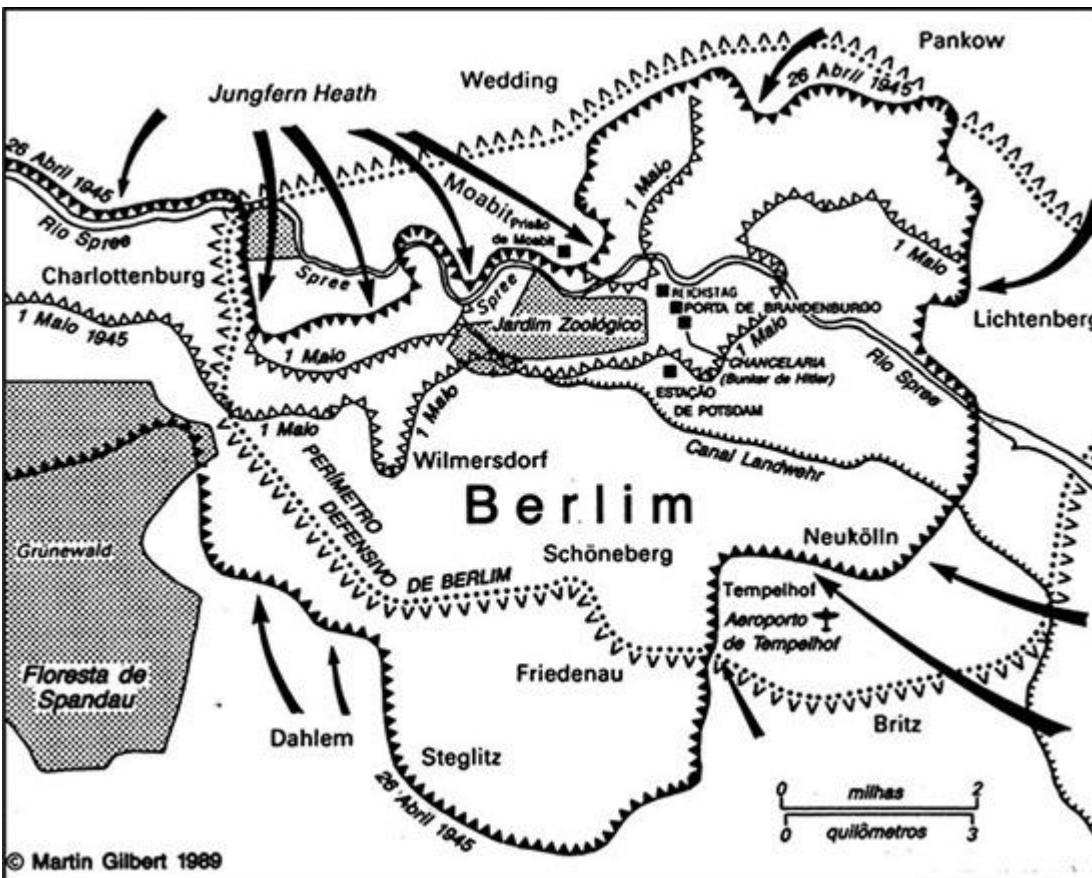 Pankow
Wedding
26 Abril 1945
Jungfern Heath
26 Abril 1945
Rio Spree
Moabit
Prisão
de Moabit
1 Maio
1 Maio
Charlottenburg
Spree
Spree
REICHSTAG
PORTA DE BRANDENBURGO
Jardim Zoológico
Lichtenberg
1 Maio 1945
1 Maio
1 Maio
CHANCELARIA
(Bunker de Hitler)
Rio Spree
ESTAÇÃO
DE POTSDAM
1 Maio
1 Maio
Wilmersdorf
Canal Landwehr
PERÍMETRO
DEFENSIVO
DE BERLIM
Berlim
Grünewald
Schöneberg
Neukölln
Tempelhof
Aeroporto
de Tempelhof
Floresta de
Spandau
Friedenau
Britz
Dahlem
Steglitz
26 Abril 1945
0 milhas 2
0 quilômetros 3
© Martin Gilbert 1989